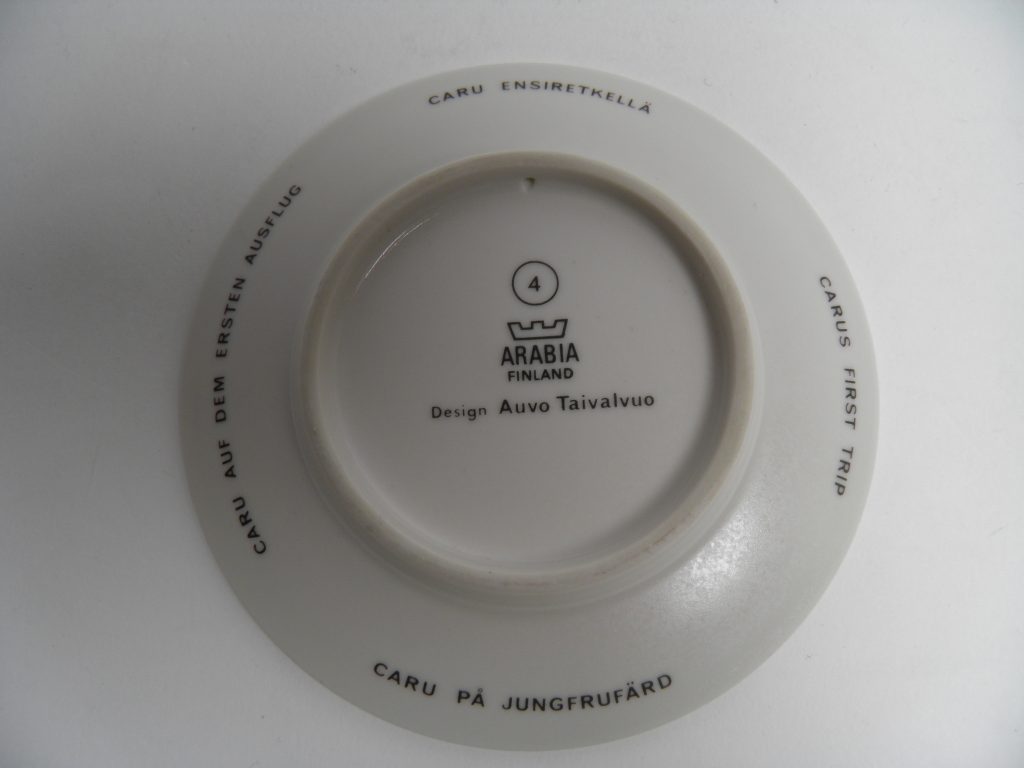 CARU ENSIRETKELLÄ
CARUS FIRST TRIP
CARU PÅ JUNGFRUFÄRD
CARU AUF DEM ERSTEN AUSFLUG
4
ARABIA
FINLAND
Design Auvo Taivalvuo